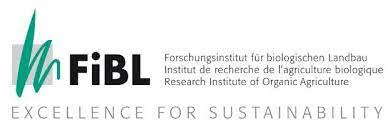 FiBL
Forschungsinstitut für biologischen Landbau
Institut de recherche de l'agriculture biologique
Research Institute of Organic Agriculture
EXCELLENCE FOR SUSTAINABILITY